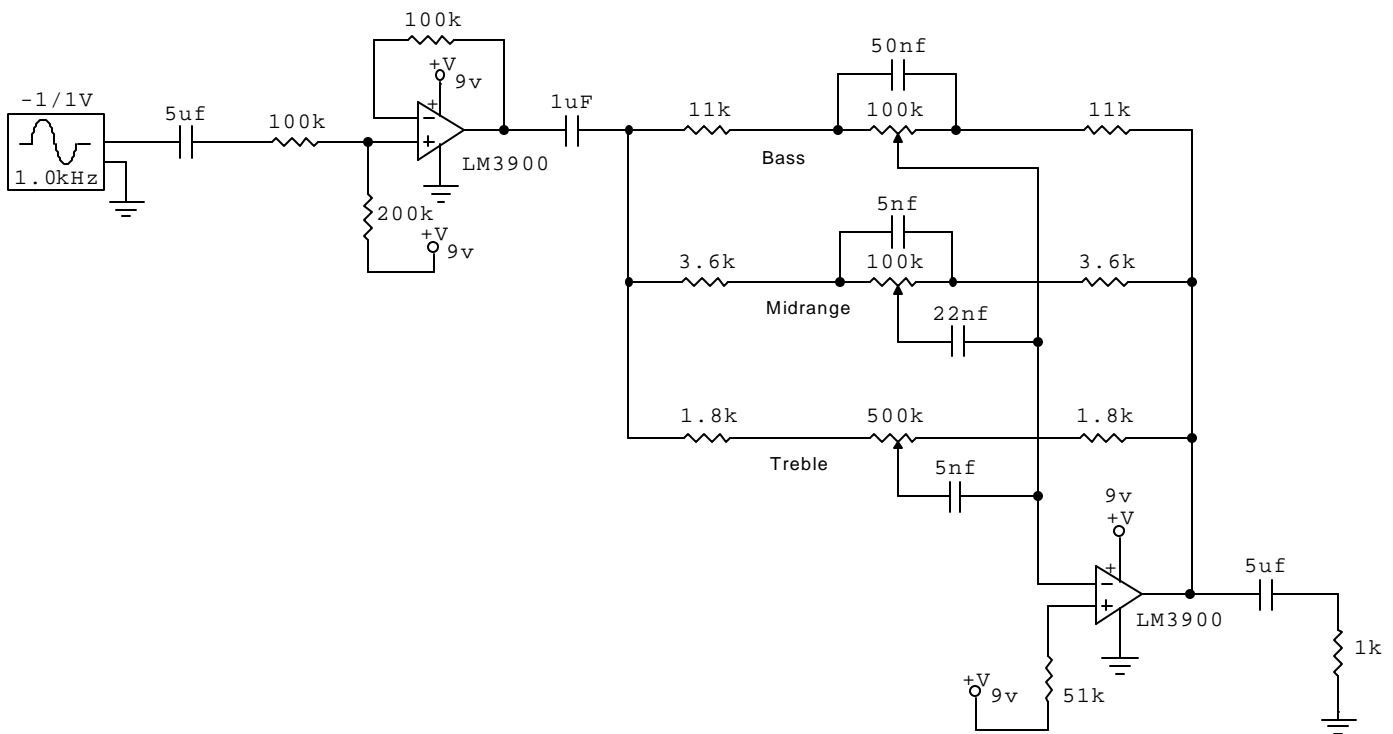 100k
50nf
+V
9v
-1/1V
5uf
100k
1uF
11k
100k
11k
+
−
+
LM3900
Bass
1.0kHz
200k
+V
9v
5nf
3.6k
100k
3.6k
Midrange
22nf
1.8k
500k
1.8k
Treble
5nf
9v
+V
+
−
+
5uf
LM3900
1k
+V
9v
51k